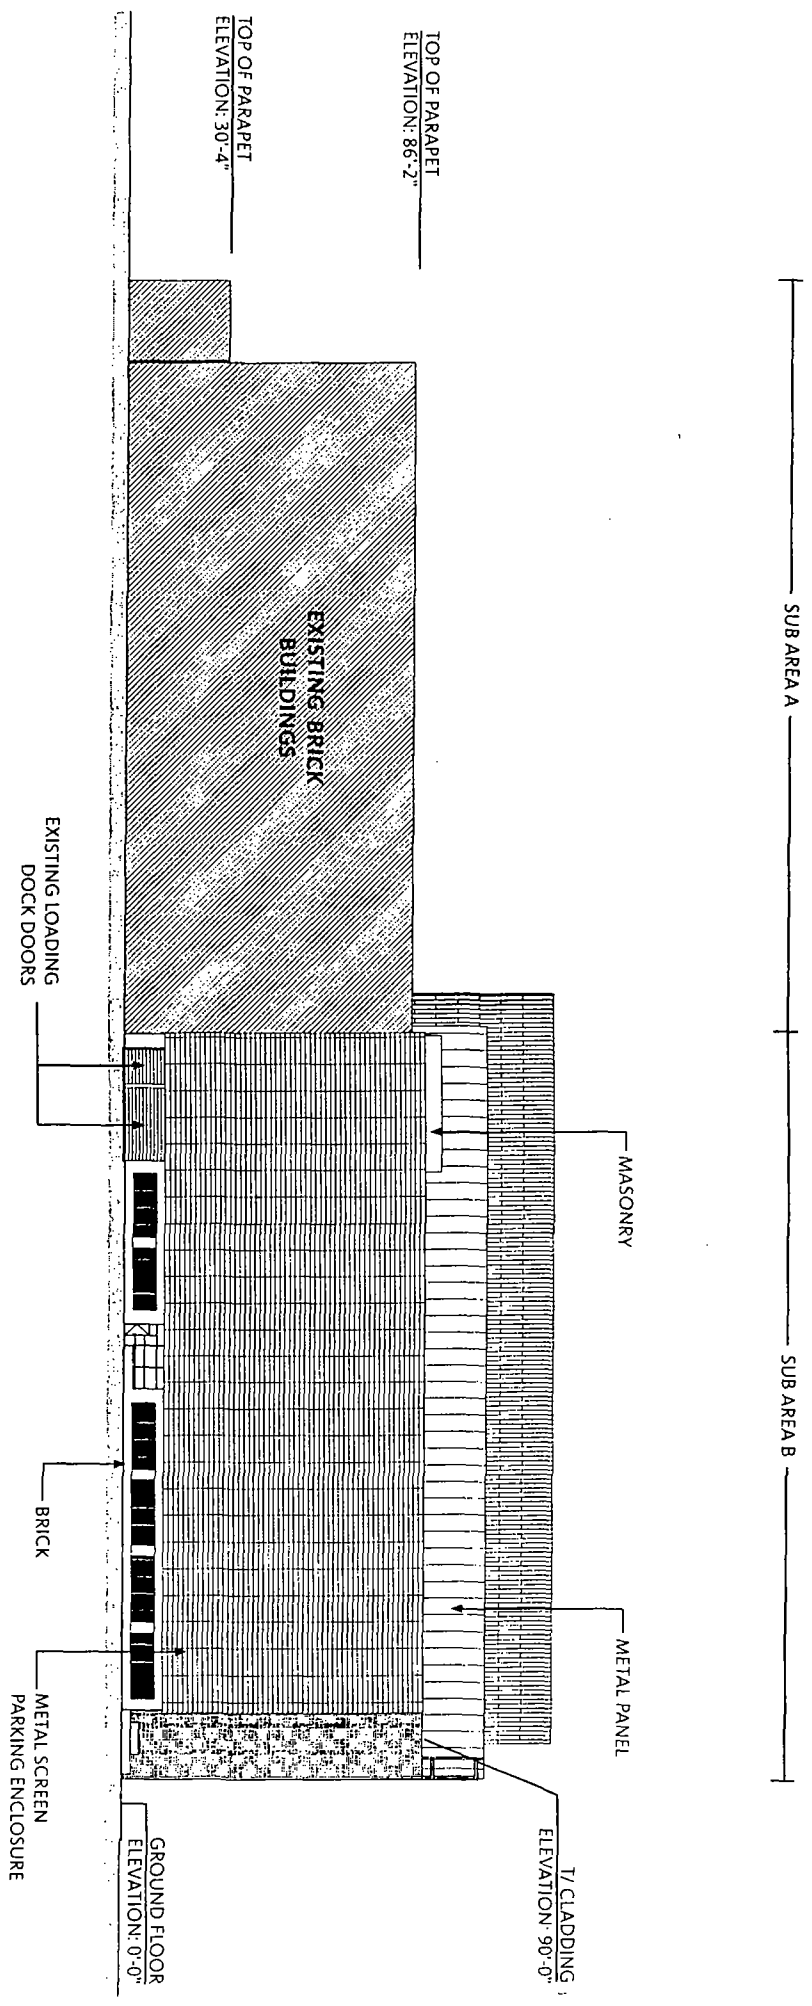 SUB AREA A
SUB AREA B
TOP OF PARAPET
ELEVATION: 86'-2"
TOP OF PARAPET
ELEVATION: 30'-4"
MASONRY
METAL PANEL
T/ CLADDING
ELEVATION: 90'-0"
EXISTING BRICK
BUILDINGS
EXISTING LOADING
DOCK DOORS
BRICK
METAL SCREEN
PARKING ENCLOSURE
GROUND FLOOR
ELEVATION: 0'-0"